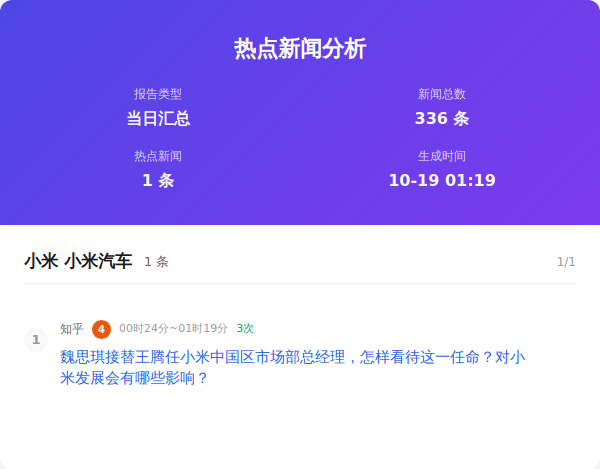 热点新闻分析
报告类型
当日汇总
新闻总数
336 条
热点新闻
1 条
生成时间
10-19 01:19
小米 小米汽车 1 条 1/1
1 知乎 4 00时24分~01时19分 3次
魏思琪接替王腾任小米中国区市场部总经理，怎样看待这一任命？对小
米发展会有哪些影响？